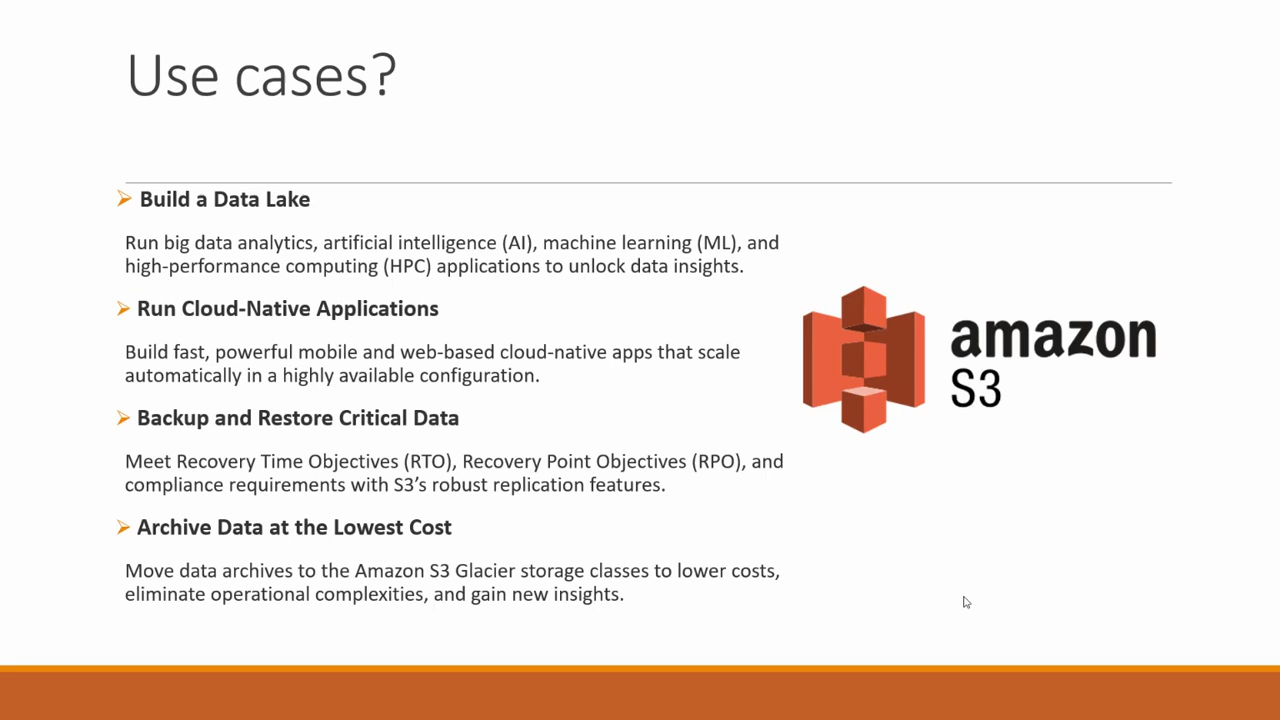 Use cases?
Build a Data Lake
Run big data analytics, artificial intelligence (AI), machine learning (ML), and
high-performance computing (HPC) applications to unlock data insights.
Run Cloud-Native Applications
Build fast, powerful mobile and web-based cloud-native apps that scale
automatically in a highly available configuration.
Backup and Restore Critical Data
Meet Recovery Time Objectives (RTO), Recovery Point Objectives (RPO), and
compliance requirements with S3’s robust replication features.
Archive Data at the Lowest Cost
Move data archives to the Amazon S3 Glacier storage classes to lower costs,
eliminate operational complexities, and gain new insights.
amazon
S3